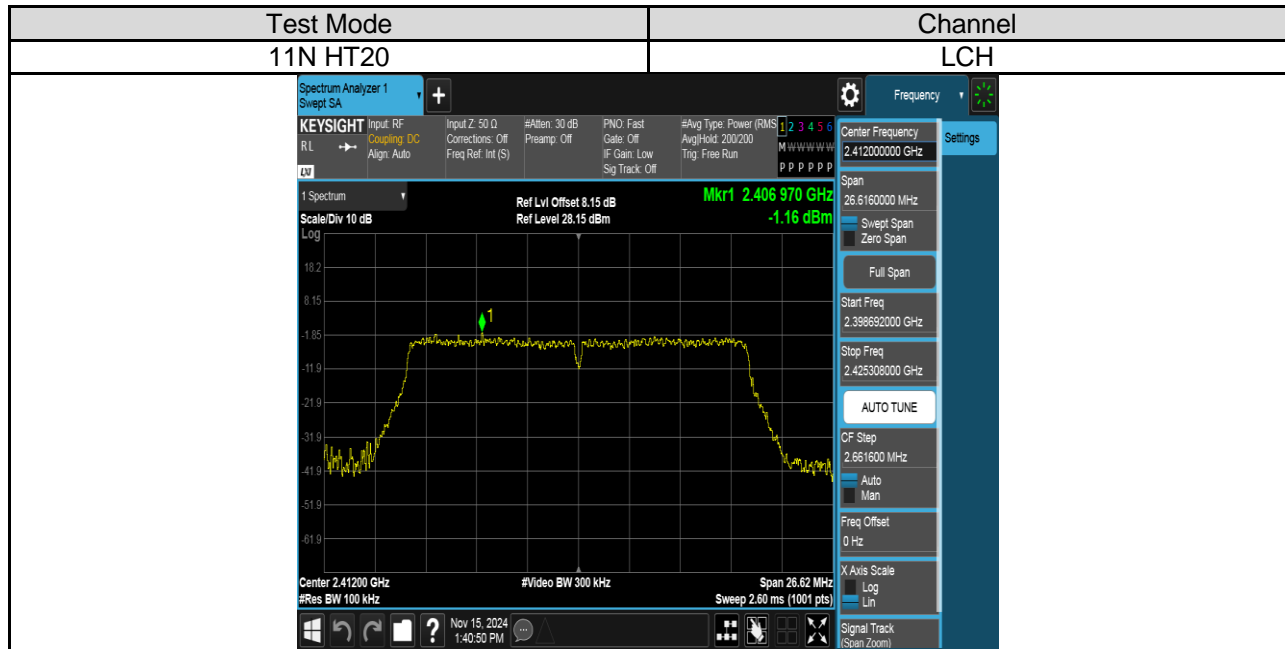 Test Mode
Channel
11N HT20
LCH
Spectrum Analyzer 1
Swept SA
+
Frequency
KEYSIGHT
RL
LXI
Input: RF
Coupling: DC
Align: Auto
Input Z: 50 Ω
Corrections: Off
Freq Ref: Int (S)
#Atten: 30 dB
Preamp: Off
PNO: Fast
Gate: Off
IF Gain: Low
Sig Track: Off
#Avg Type: Power (RMS
Avg|Hold: 200/200
Trig: Free Run
1 2 3 4 5 6
M W W W W W
P P P P P P
1 Spectrum
Scale/Div 10 dB
Log
Ref Lvl Offset 8.15 dB
Ref Level 28.15 dBm
Mkr1 2.406 970 GHz
-1.16 dBm
18.2
8.15
1
-1.85
-11.9
-21.9
-31.9
-41.9
-51.9
-61.9
Center 2.41200 GHz
#Video BW 300 kHz
Span 26.62 MHz
#Res BW 100 kHz
Sweep 2.60 ms (1001 pts)
Center Frequency
2.412000000 GHz
Settings
Span
26.6160000 MHz
Swept Span
Zero Span
Full Span
Start Freq
2.398692000 GHz
Stop Freq
2.425308000 GHz
AUTO TUNE
CF Step
2.661600 MHz
Auto
Man
Freq Offset
0 Hz
X Axis Scale
Log
Lin
Signal Track
(Span Zoom)
?
Nov 15, 2024
1:40:50 PM